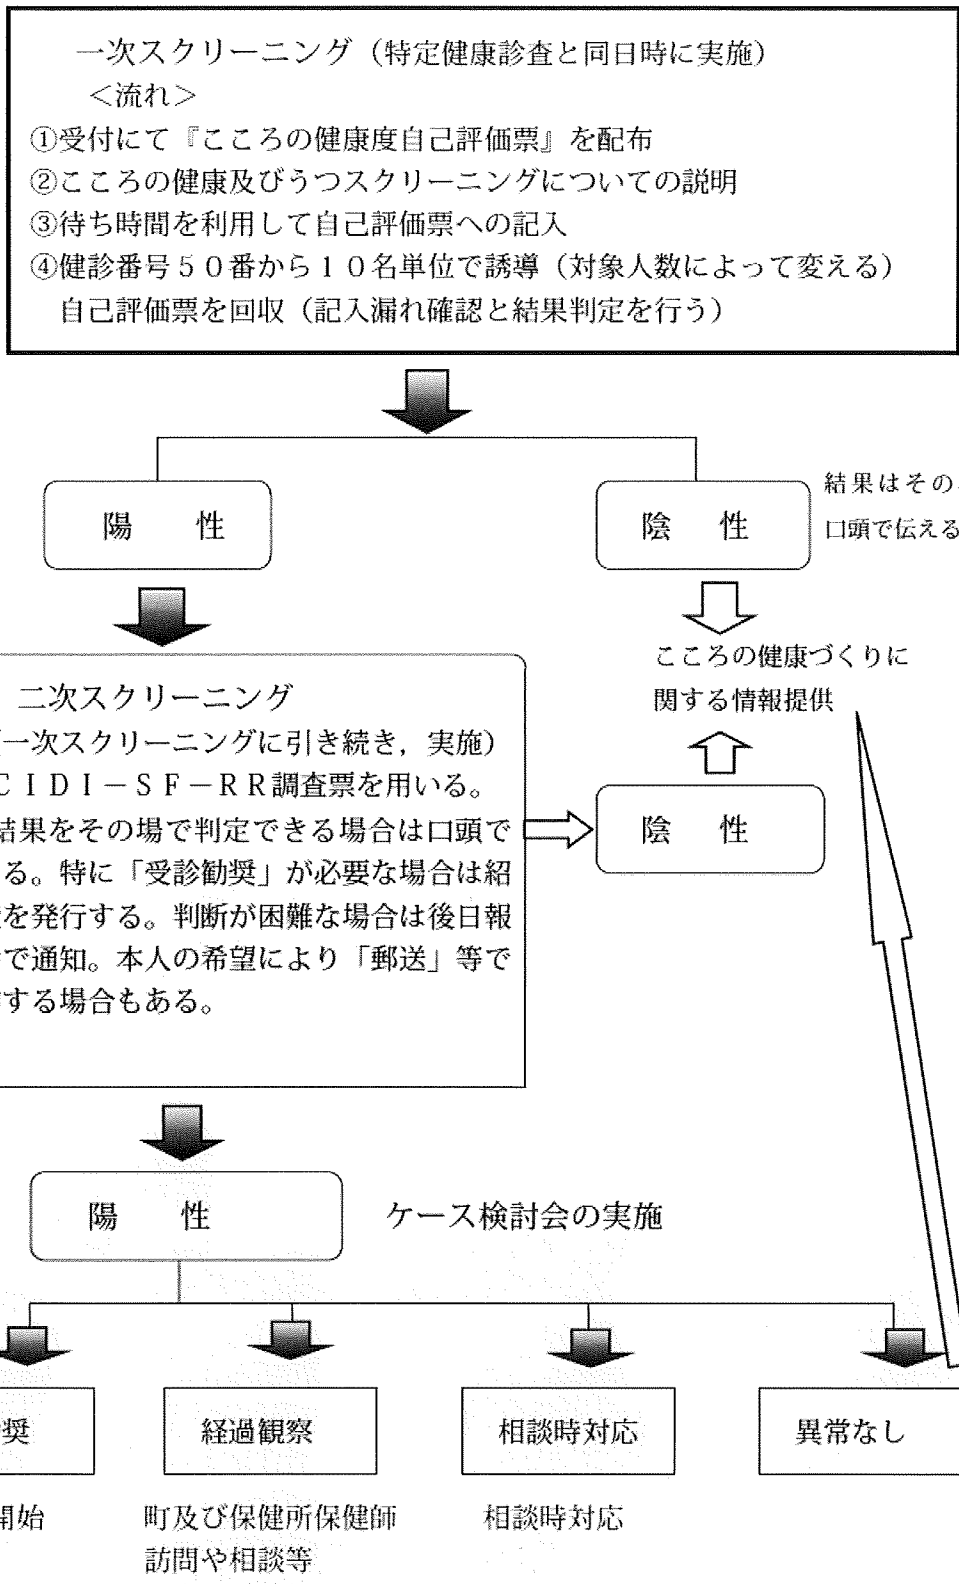 一次スクリーニング（特定健康診査と同日時に実施）
＜流れ＞
①受付にて『こころの健康度自己評価票』を配布
②こころの健康及びうつスクリーニングについての説明
③待ち時間を利用して自己評価票への記入
④健診番号５０番から１０名単位で誘導（対象人数によって変える）
自己評価票を回収（記入漏れ確認と結果判定を行う）
陽　性
陰　性
結果はその
口頭で伝える
こころの健康づくりに
関する情報提供
二次スクリーニング
一次スクリーニングに引き続き，実施）
ＣＩＤＩ－ＳＦ－ＲＲ調査票を用いる。
結果をその場で判定できる場合は口頭で
る。特に「受診勧奨」が必要な場合は紹
を発行する。判断が困難な場合は後日報
で通知。本人の希望により「郵送」等で
する場合もある。
陰　性
陽　性
ケース検討会の実施
奨
経過観察
相談時対応
異常なし
開始
町及び保健所保健師
訪問や相談等
相談時対応